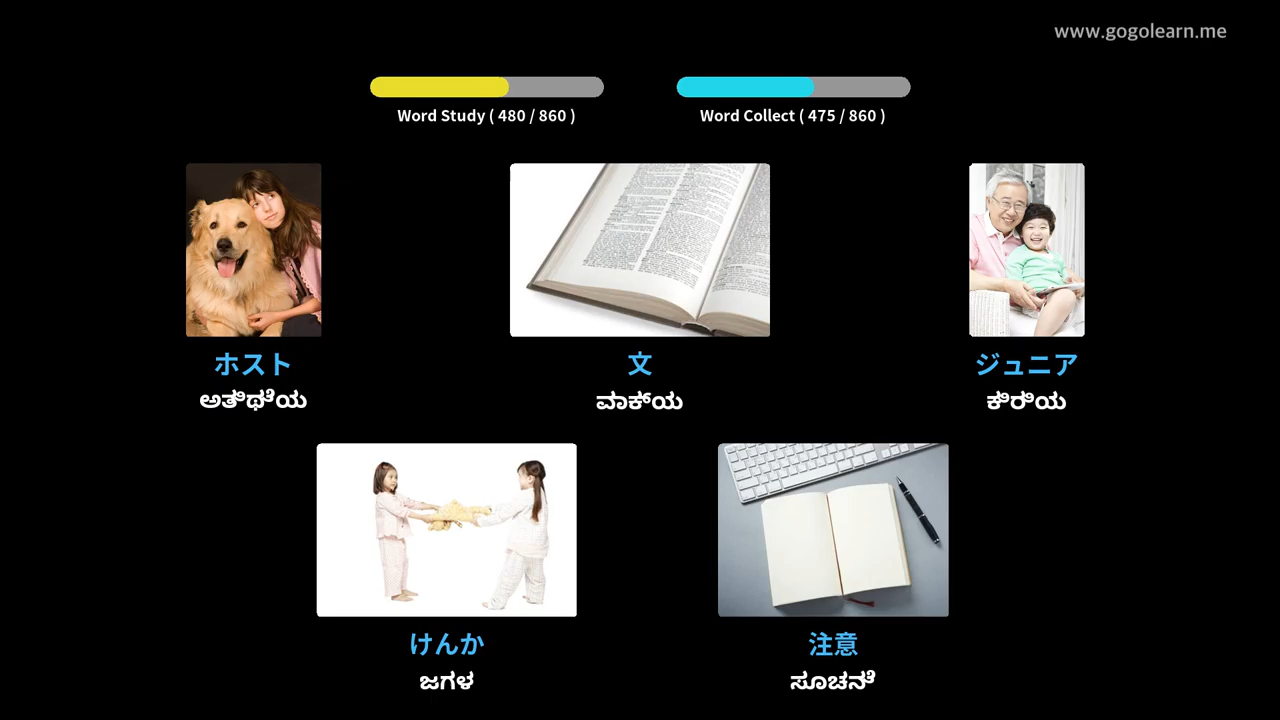 www.gogolearn.me
Word Study ( 480 / 860 )
Word Collect ( 475 / 860 )
ホスト
ಅತಿಥೆಯ
文
ವಾಕ್ಯ
ジュニア
ಕಿರಿಯ
けんか
ಜಗಳ
注意
ಸೂಚನೆ